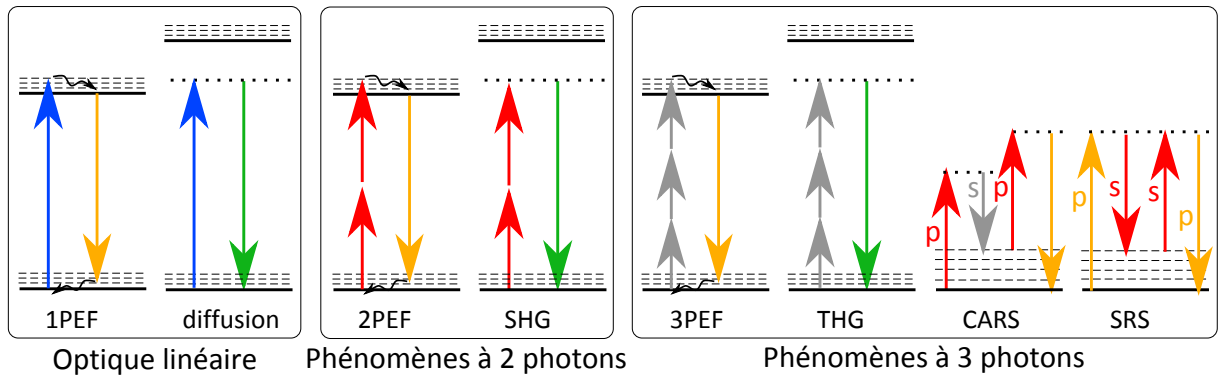 p
s
p
p
s
s
p
1PEF diffusion
2PEF SHG
3PEF THG CARS SRS
Optique linéaire
Phénomènes à 2 photons
Phénomènes à 3 photons